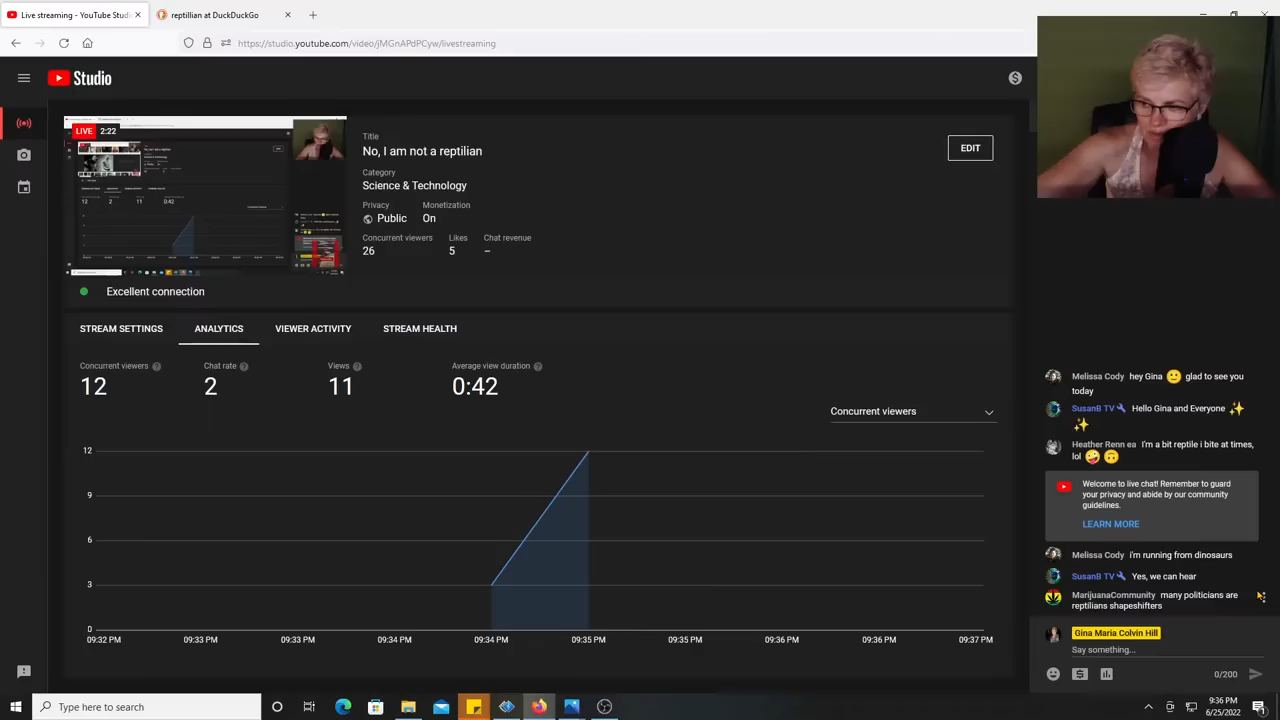 Live streaming - YouTube Studi
reptillian at DuckDuckGo
https://studio.youtube.com/video/jMGnAPdPCyw/livestreaming
Studio
LIVE 2:22
Title
No, I am not a reptilian
EDIT
Category
Science & Technology
Privacy Monetization
Public On
Concurrent viewers Likes Chat revenue
26 5 –
Excellent connection
STREAM SETTINGS ANALYTICS VIEWER ACTIVITY STREAM HEALTH
Concurrent viewers Chat rate Views Average view duration
12 2 11 0:42
Concurrent viewers
12
9
6
3
0
09:32 PM 09:33 PM 09:33 PM 09:34 PM 09:34 PM 09:35 PM 09:35 PM 09:36 PM 09:36 PM 09:37 PM
Melissa Cody hey Gina 🙂 glad to see you
today
SusanB TV Hello Gina and Everyone ✨
✨
Heather Renn ea I'm a bit reptile i bite at times,
lol 🤪 🙃
Welcome to live chat! Remember to guard
your privacy and abide by our community
guidelines.
LEARN MORE
Melissa Cody i'm running from dinosaurs
SusanB TV Yes, we can hear
MarijuanaCommunity many politicians are
reptilians shapeshifters
Gina Maria Colvin Hill
Say something...
0/200
Type here to search
9:36 PM
6/25/2022